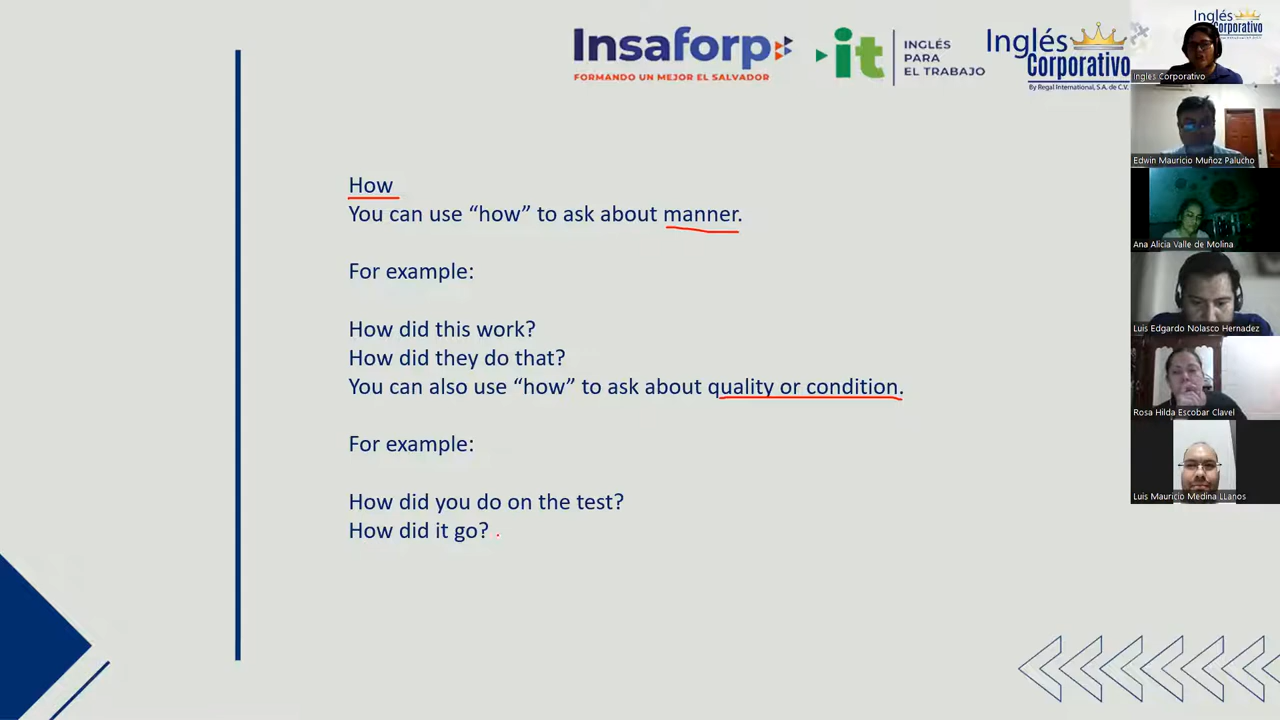 Insaforp
FORMANDO UN MEJOR EL SALVADOR
it
INGLÉS
PARA
EL TRABAJO
Inglés
Corporativo
By Regal International, S.A. de C.V.
How
You can use “how” to ask about manner.
For example:
How did this work?
How did they do that?
You can also use “how” to ask about quality or condition.
For example:
How did you do on the test?
How did it go?
Inglés
Corporativo
Inglés Corporativo
Edwin Mauricio Muñoz Palucho
Ana Alicia Valle de Molina
Luis Edgardo Nolasco Hernadez
Rosa Hilda Escobar Clavel
Luis Mauricio Medina LLanos